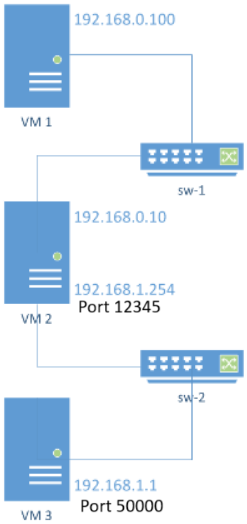 192.168.0.100
VM 1
sw-1
192.168.0.10
192.168.1.254
Port 12345
VM 2
sw-2
192.168.1.1
Port 50000
VM 3